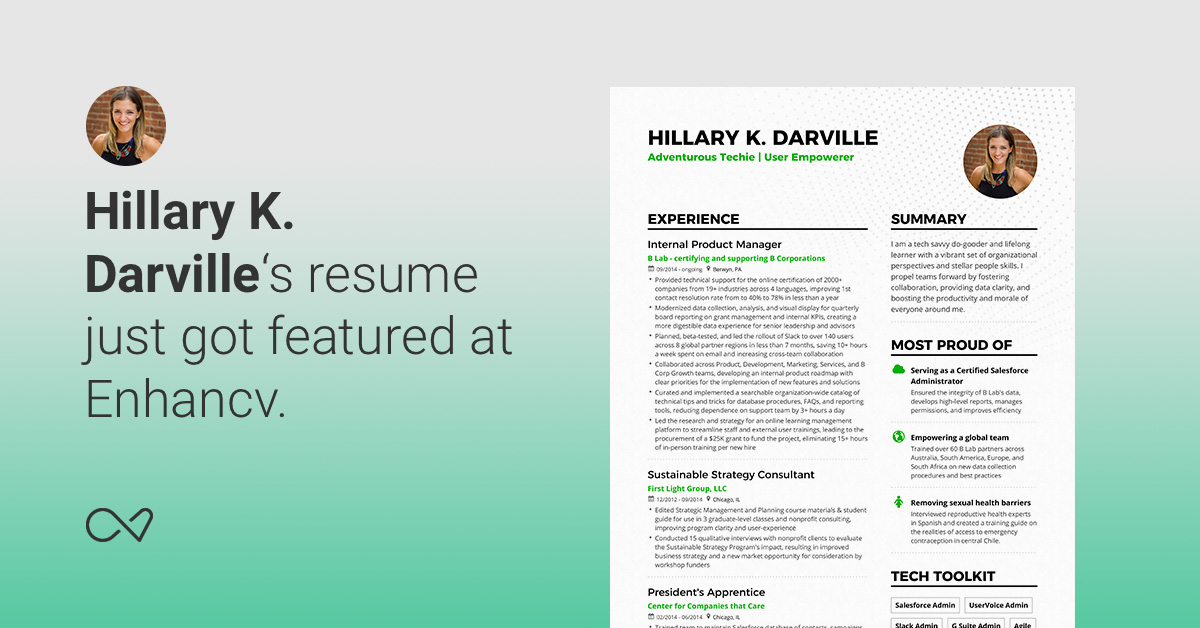 Hillary K.
Darville‘s resume
just got featured at
Enhancv.
HILLARY K. DARVILLE
Adventurous Techie | User Empowerer
EXPERIENCE
Internal Product Manager
B Lab - certifying and supporting B Corporations
09/2014 - ongoing Berwyn, PA
• Provided technical support for the online certification of 2000+
companies from 19+ industries across 4 languages, improving 1st
contact resolution rate from to 40% to 78% in less than a year
• Modernized data collection, analysis, and visual display for quarterly
board reporting on grant management and internal KPIs, creating a
more digestible data experience for senior leadership and advisors
• Planned, beta-tested, and led the rollout of Slack to over 140 users
across 8 global partner regions in less than 7 months, saving 10+ hours
a week spent on email and increasing cross-team collaboration
• Collaborated across Product, Development, Marketing, Services, and B
Corp Growth teams, developing an internal product roadmap with
clear priorities for the implementation of new features and solutions
• Curated and implemented a searchable organization-wide catalog of
technical tips and tricks for database procedures, FAQs, and reporting
tools, reducing dependence on support team by 3+ hours a day
• Led the research and strategy for an online learning management
platform to streamline staff and external user trainings, leading to the
procurement of a $25K grant to fund the project, eliminating 15+ hours
of in-person training per new hire
Sustainable Strategy Consultant
First Light Group, LLC
12/2012 - 09/2014 Chicago, IL
• Edited Strategic Management and Planning course materials & student
guide for use in 3 graduate-level classes and nonprofit consulting,
improving program clarity and user-experience
• Conducted 15 qualitative interviews with nonprofit clients to evaluate
the Sustainable Strategy Program's impact, resulting in improved
business strategy and a new market opportunity for consideration by
workshop funders
President's Apprentice
Center for Companies that Care
02/2014 - 06/2014 Chicago, IL
• Trained team to maintain Salesforce database of contacts, campaigns
SUMMARY
I am a tech savvy do-gooder and lifelong
learner with a vibrant set of organizational
perspectives and stellar people skills. I
propel teams forward by fostering
collaboration, providing data clarity, and
boosting the productivity and morale of
everyone around me.
MOST PROUD OF
Serving as a Certified Salesforce
Administrator
Ensured the integrity of B Lab's data,
develops high-level reports, manages
permissions, and improves efficiency
Empowering a global team
Trained over 60 B Lab partners across
Australia, South America, Europe, and
South Africa on new data collection
procedures and best practices
Removing sexual health barriers
Interviewed reproductive health experts
in Spanish and created a training guide on
the realities of access to emergency
contraception in central Chile.
TECH TOOLKIT
Salesforce Admin UserVoice Admin
Slack Admin G Suite Admin Agile